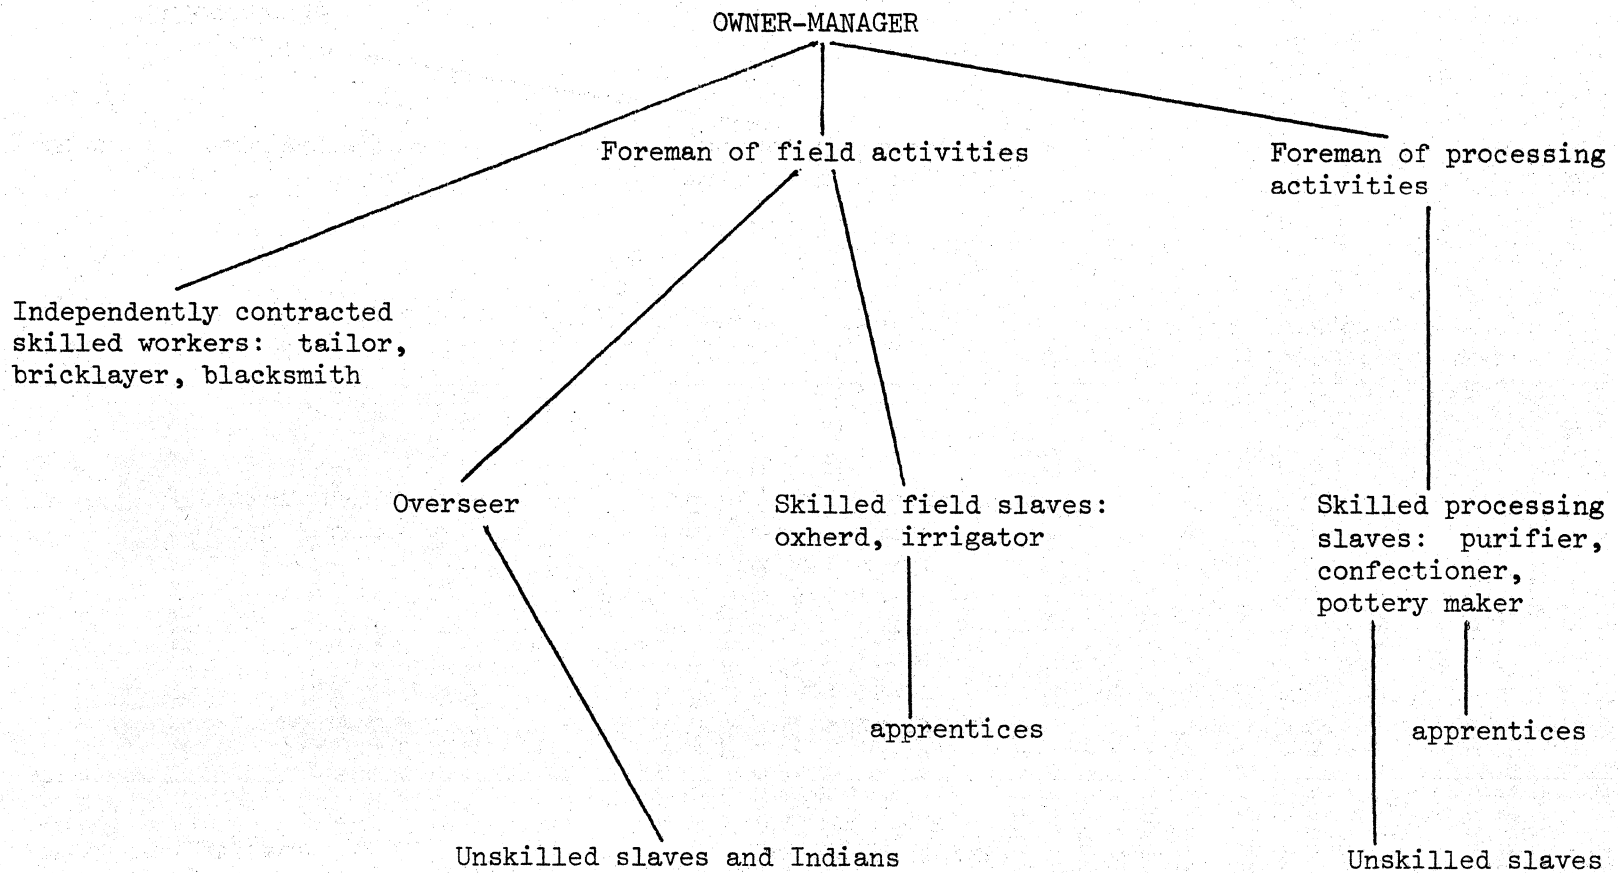 OWNER-MANAGER
Foreman of field activities
Foreman of processing
activities
Independently contracted
skilled workers: tailor,
bricklayer, blacksmith
Overseer
Skilled field slaves:
oxherd, irrigator
Skilled processing
slaves: purifier,
confectioner,
pottery maker
apprentices
apprentices
Unskilled slaves and Indians
Unskilled slaves